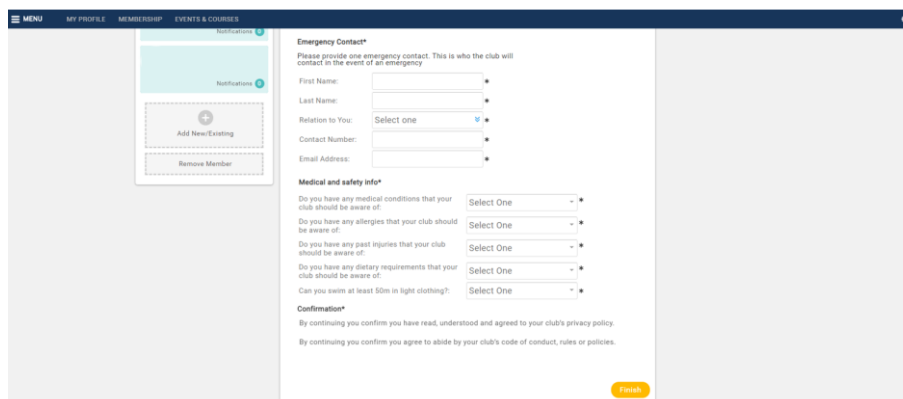 MENU MY PROFILE MEMBERSHIP EVENTS & COURSES
Notifications 0
Notifications 0
Add New/Existing
Remove Member
Emergency Contact*
Please provide one emergency contact. This is who the club will
contact in the event of an emergency
First Name: *
Last Name: *
Relation to You: Select one *
Contact Number: *
Email Address: *
Medical and safety info*
Do you have any medical conditions that your
club should be aware of: Select One *
Do you have any allergies that your club should
be aware of: Select One *
Do you have any past injuries that your club
should be aware of: Select One *
Do you have any dietary requirements that your
club should be aware of: Select One *
Can you swim at least 50m in light clothing?: Select One *
Confirmation*
By continuing you confirm you have read, understood and agreed to your club's privacy policy.
By continuing you confirm you agree to abide by your club's code of conduct, rules or policies.
Finish